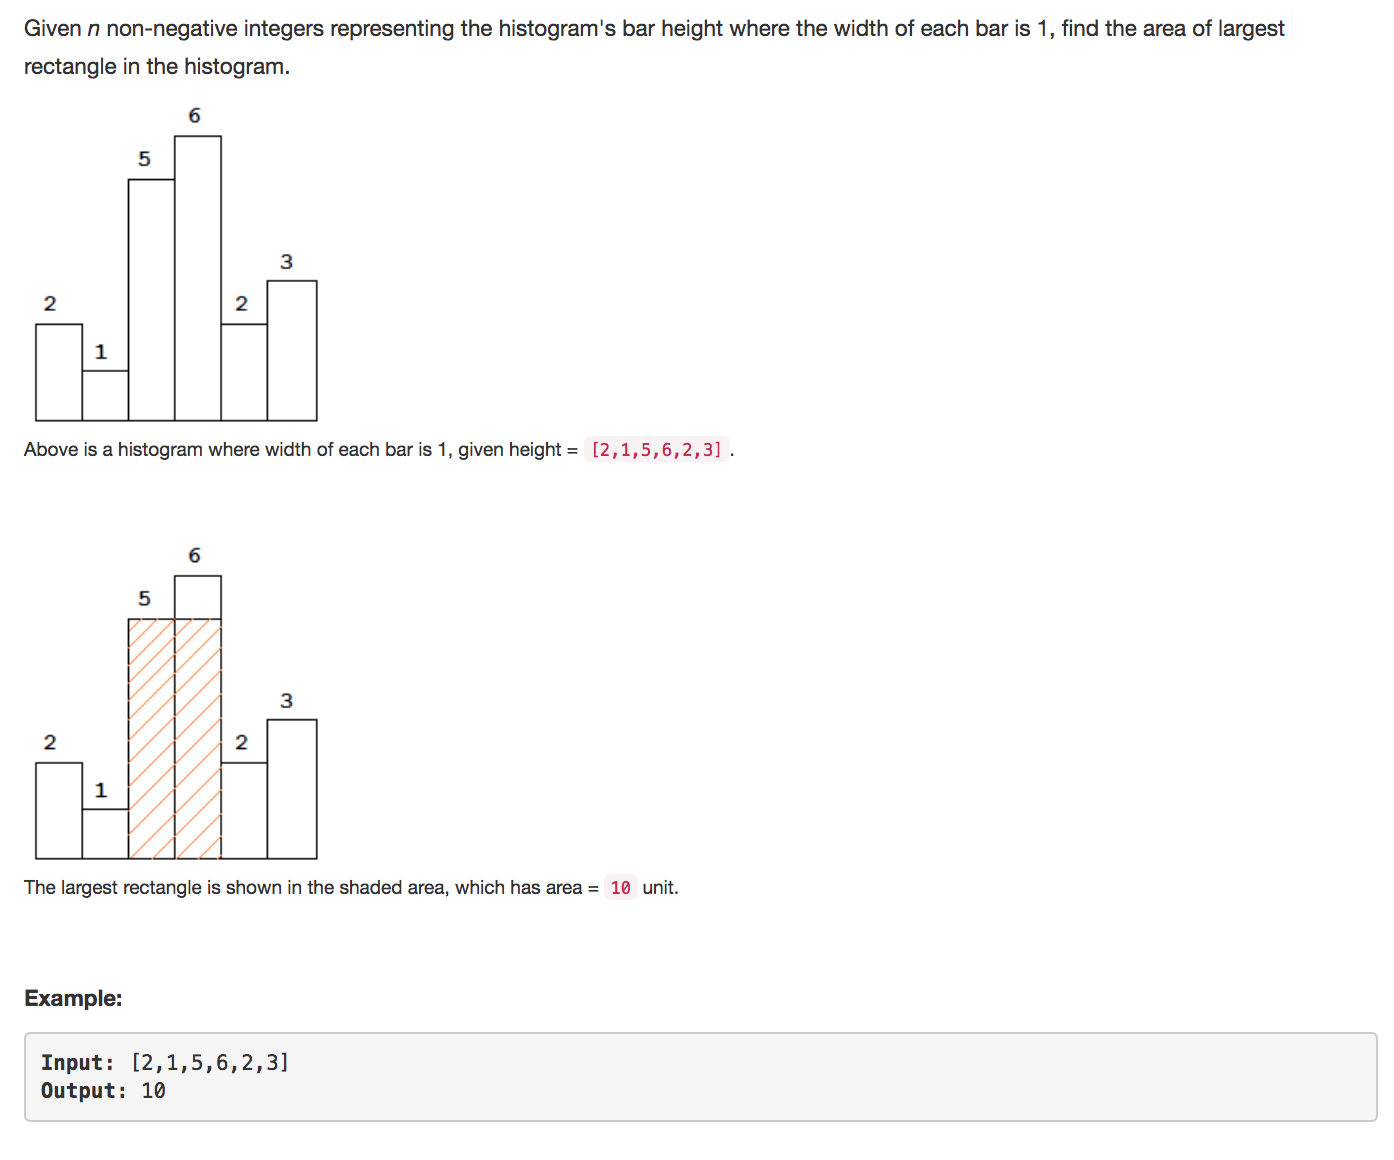 Given n non-negative integers representing the histogram's bar height where the width of each bar is 1, find the area of largest
rectangle in the histogram.
6
5
3
2
2
1
Above is a histogram where width of each bar is 1, given height = [2,1,5,6,2,3] .
6
5
3
2
2
1
The largest rectangle is shown in the shaded area, which has area = 10 unit.
Example:
Input: [2,1,5,6,2,3]
Output: 10